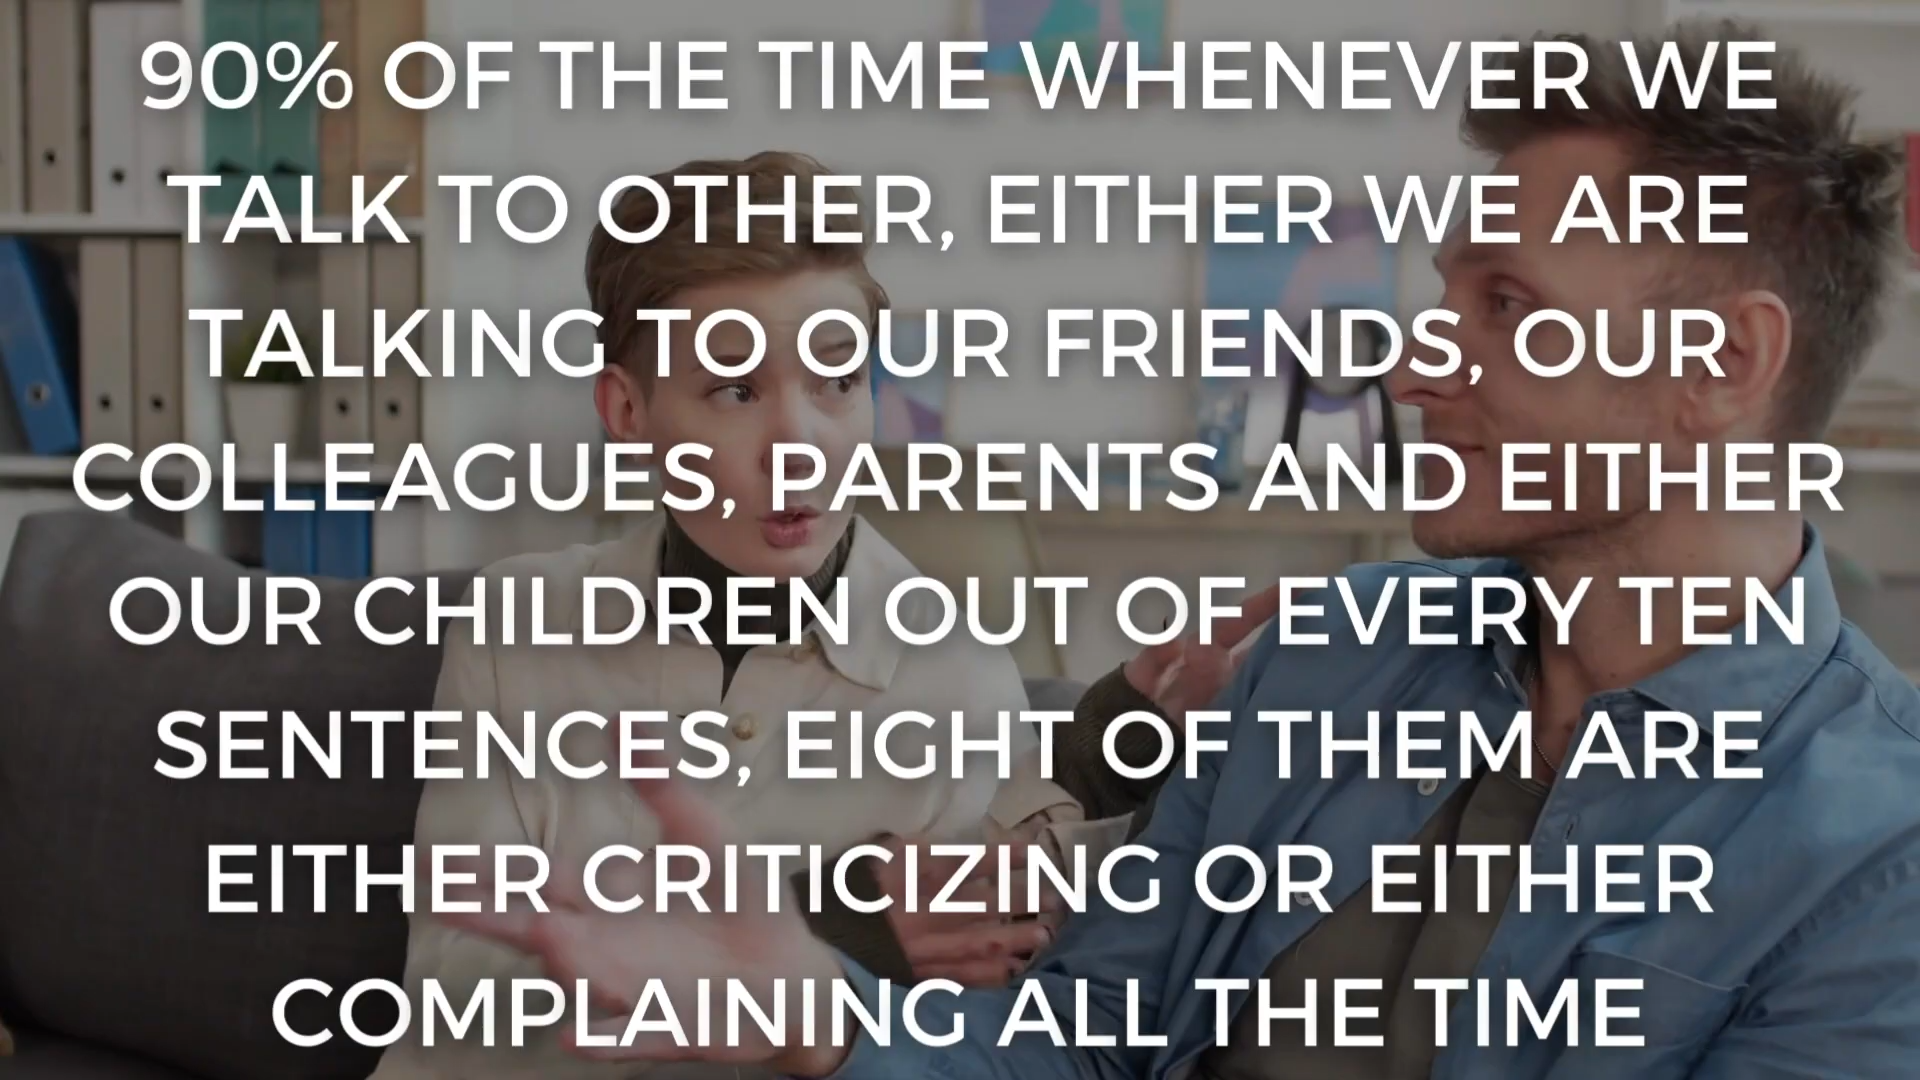 90% OF THE TIME WHENEVER WE
TALK TO OTHER, EITHER WE ARE
TALKING TO OUR FRIENDS, OUR
COLLEAGUES, PARENTS AND EITHER
OUR CHILDREN OUT OF EVERY TEN
SENTENCES, EIGHT OF THEM ARE
EITHER CRITICIZING OR EITHER
COMPLAINING ALL THE TIME